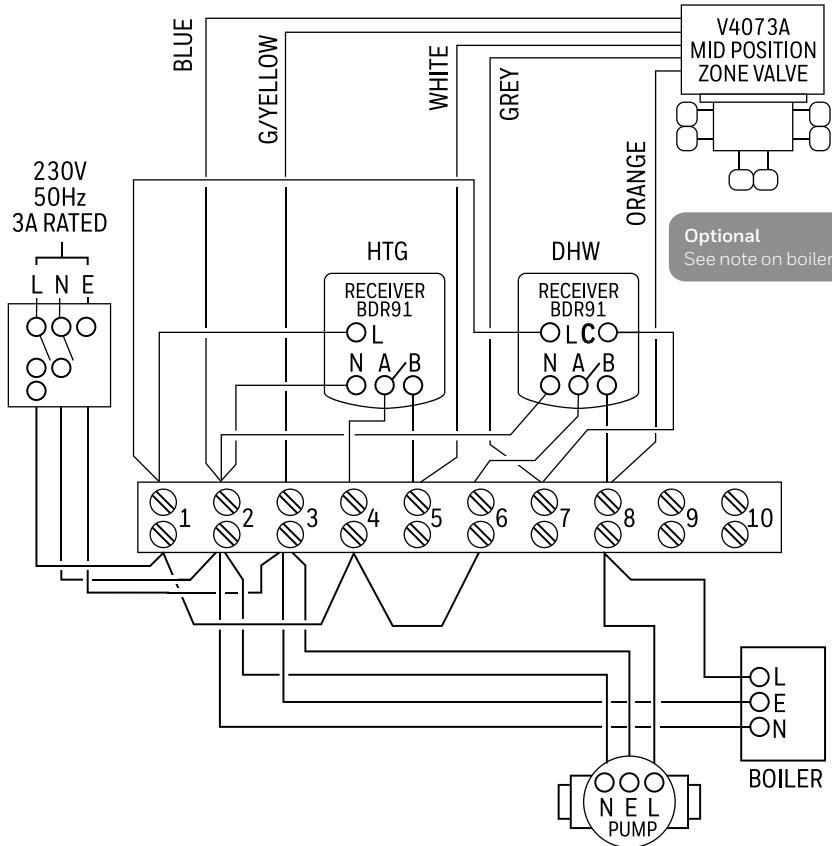 BLUE
G/YELLOW
WHITE
GREY
ORANGE
V4073A
MID POSITION
ZONE VALVE
Optional
See note on boiler
230V
50Hz
3A RATED
L N E
HTG
RECEIVER
BDR91
L
N A B
DHW
RECEIVER
BDR91
L C
N A B
1 2 3 4 5 6 7 8 9 10
L
E
N
BOILER
N E L
PUMP